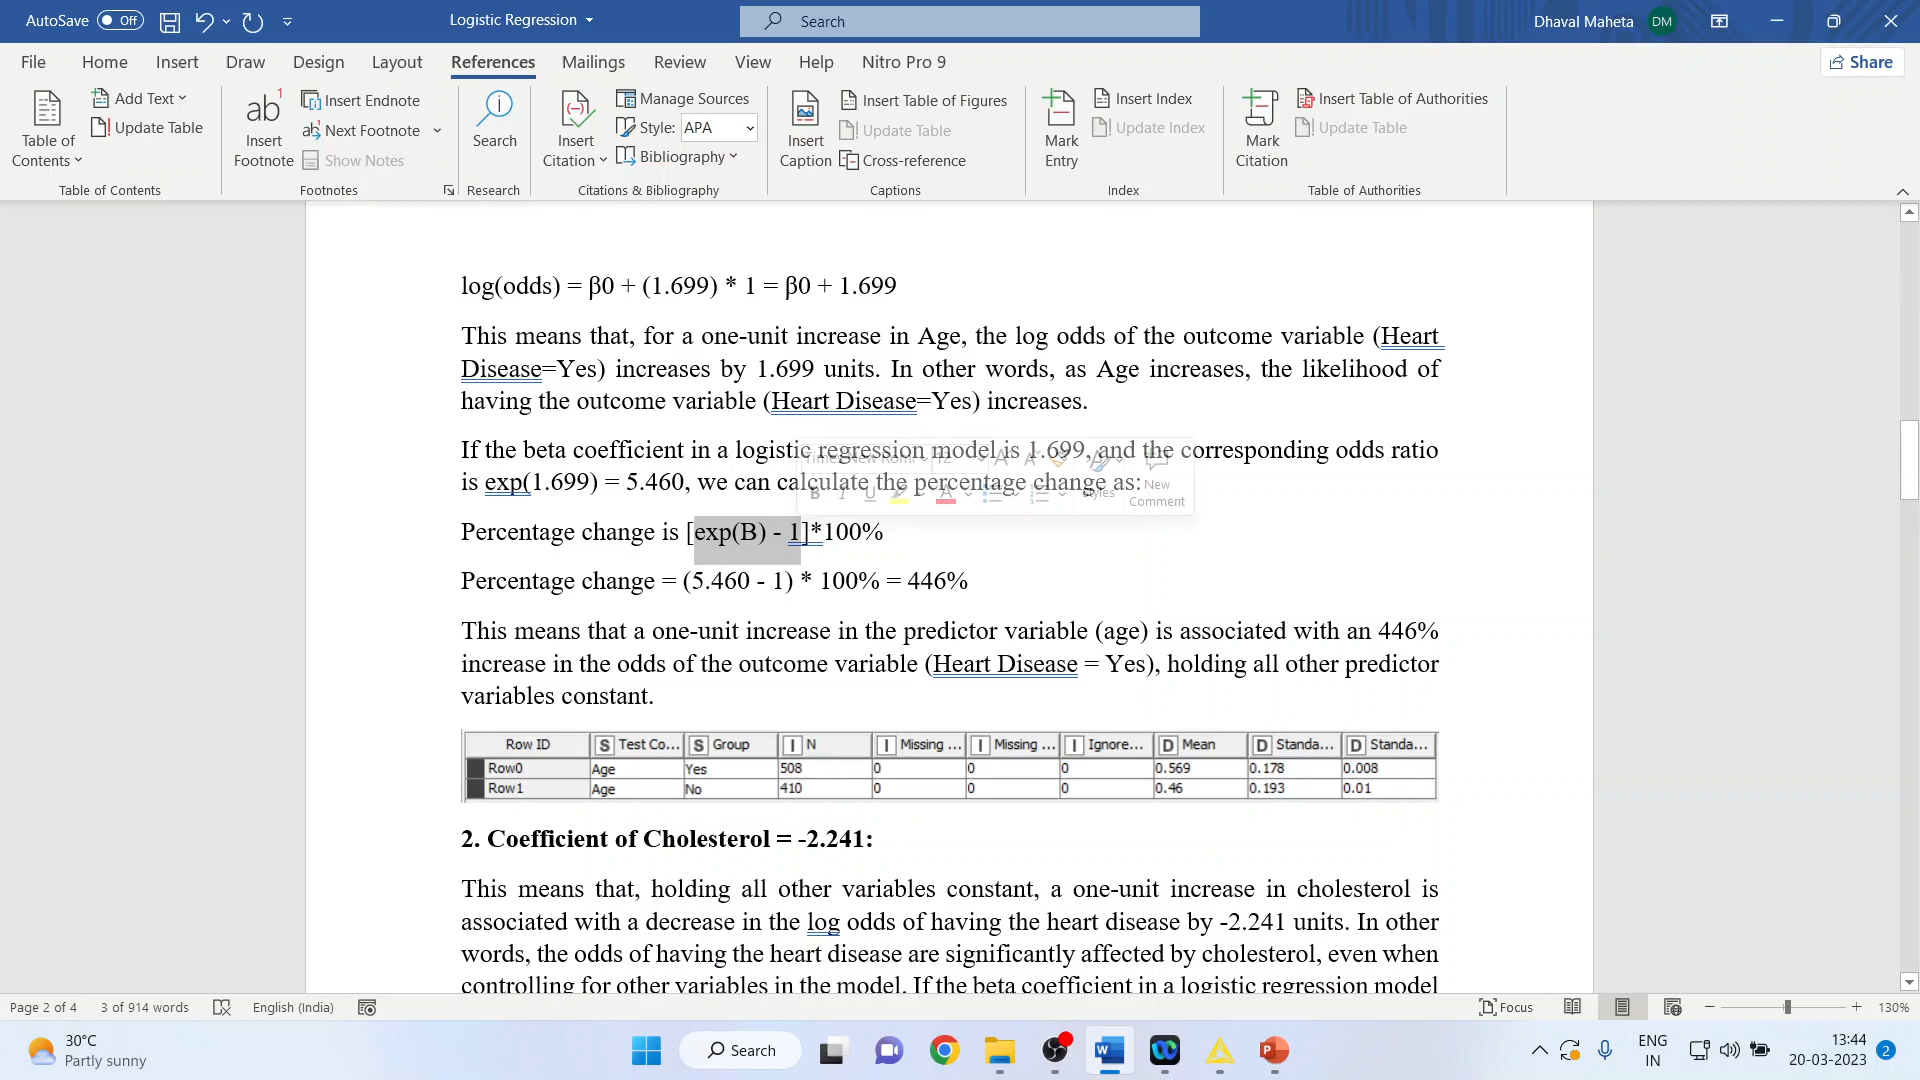 AutoSave Off Logistic Regression Search Dhaval Maheta DM
File Home Insert Draw Design Layout References Mailings Review View Help Nitro Pro 9 Share
Table of Contents
Add Text
Update Table
Table of Contents
ab Insert Footnote
Insert Endnote
Next Footnote
Show Notes
Footnotes
Search
Research
Insert Citation
Manage Sources
Style: APA
Bibliography
Citations & Bibliography
Insert Caption
Insert Table of Figures
Update Table
Cross-reference
Captions
Mark Entry
Insert Index
Update Index
Index
Mark Citation
Insert Table of Authorities
Update Table
Table of Authorities
log(odds) = β0 + (1.699) * 1 = β0 + 1.699
This means that, for a one-unit increase in Age, the log odds of the outcome variable (Heart
Disease=Yes) increases by 1.699 units. In other words, as Age increases, the likelihood of
having the outcome variable (Heart Disease=Yes) increases.
If the beta coefficient in a logistic regression model is 1.699, and the corresponding odds ratio
is exp(1.699) = 5.460, we can calculate the percentage change as:
Styles
New Comment
Percentage change is [exp(B) - 1]*100%
Percentage change = (5.460 - 1) * 100% = 446%
This means that a one-unit increase in the predictor variable (age) is associated with an 446%
increase in the odds of the outcome variable (Heart Disease = Yes), holding all other predictor
variables constant.
Row ID S Test Co... S Group I N I Missing ... I Missing ... I Ignore... D Mean D Standa... D Standa...
Row0 Age Yes 508 0 0 0 0.569 0.178 0.008
Row1 Age No 410 0 0 0 0.46 0.193 0.01
2. Coefficient of Cholesterol = -2.241:
This means that, holding all other variables constant, a one-unit increase in cholesterol is
associated with a decrease in the log odds of having the heart disease by -2.241 units. In other
words, the odds of having the heart disease are significantly affected by cholesterol, even when
controlling for other variables in the model. If the beta coefficient in a logistic regression model
Page 2 of 4 3 of 914 words English (India) Focus 130%
30°C
Partly sunny
Search
ENG
IN
13:44
20-03-2023
2